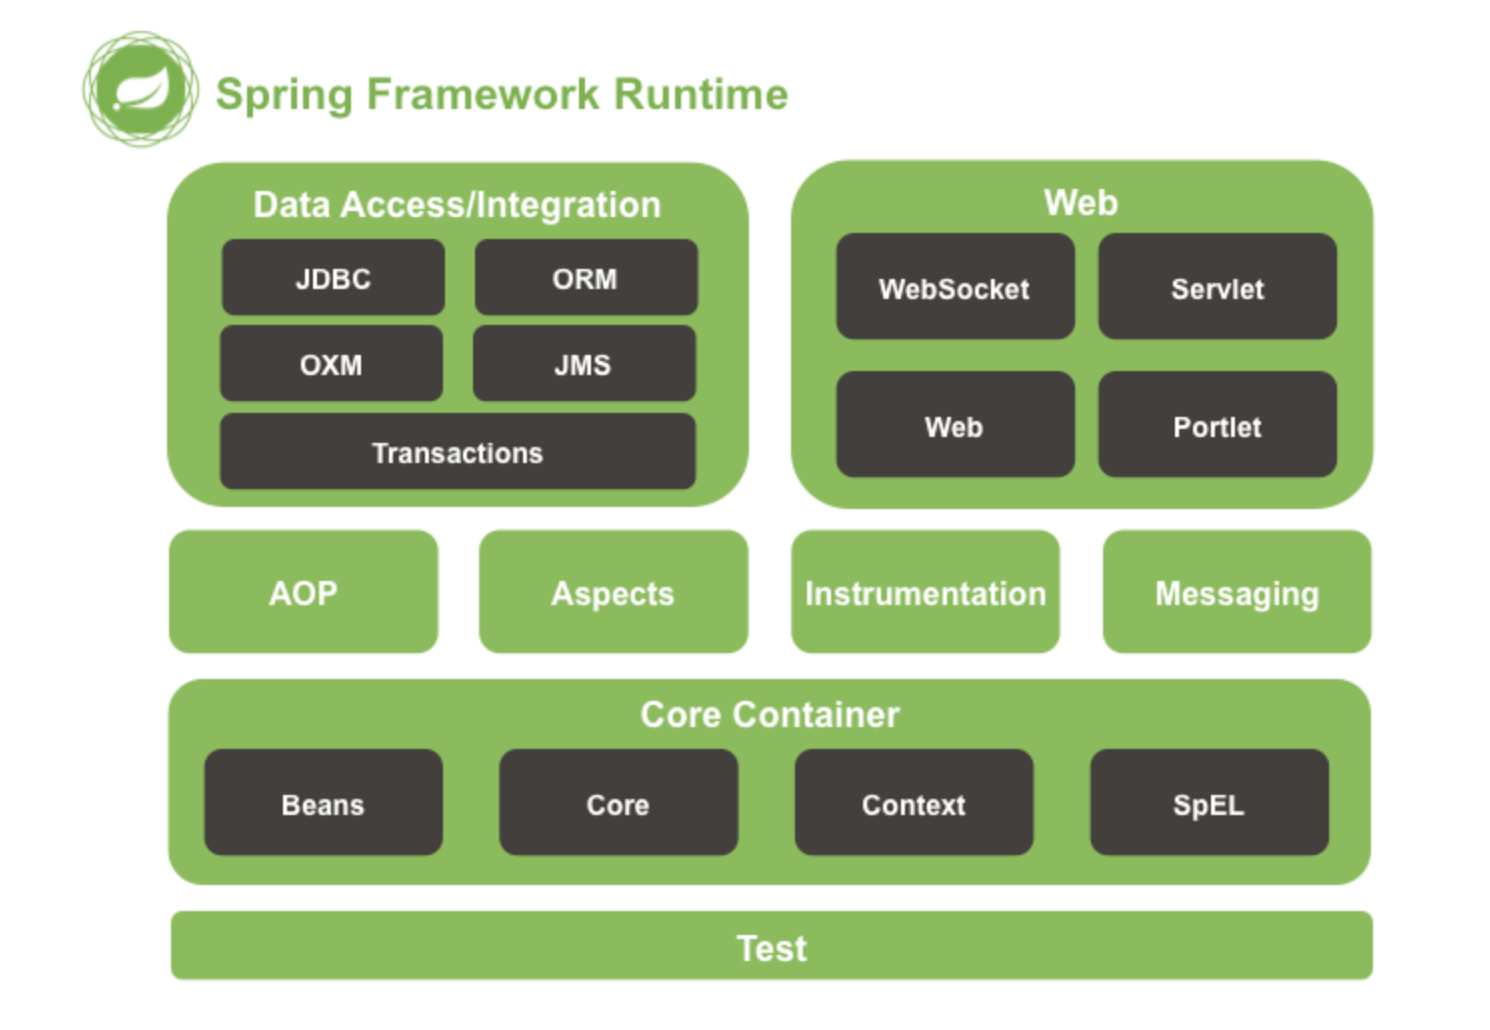 Spring Framework Runtime
Data Access/Integration
JDBC
ORM
OXM
JMS
Transactions
Web
WebSocket
Servlet
Web
Portlet
AOP
Aspects
Instrumentation
Messaging
Core Container
Beans
Core
Context
SpEL
Test